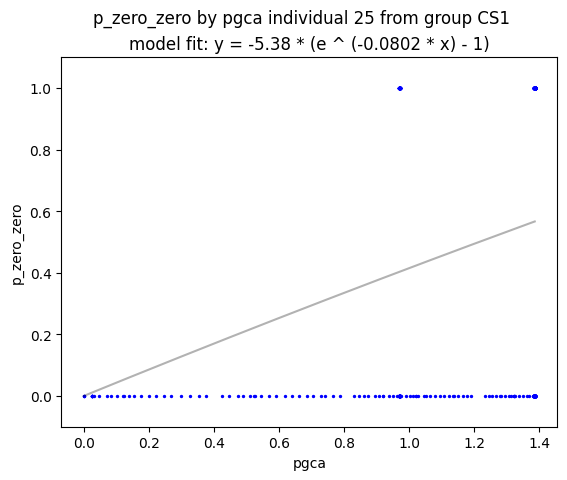 p_zero_zero by pgca individual 25 from group CS1
model fit: y = -5.38 * (e ^ (-0.0802 * x) - 1)
1.0
0.8
0.6
0.4
0.2
0.0
p_zero_zero
0.0 0.2 0.4 0.6 0.8 1.0 1.2 1.4
pgca